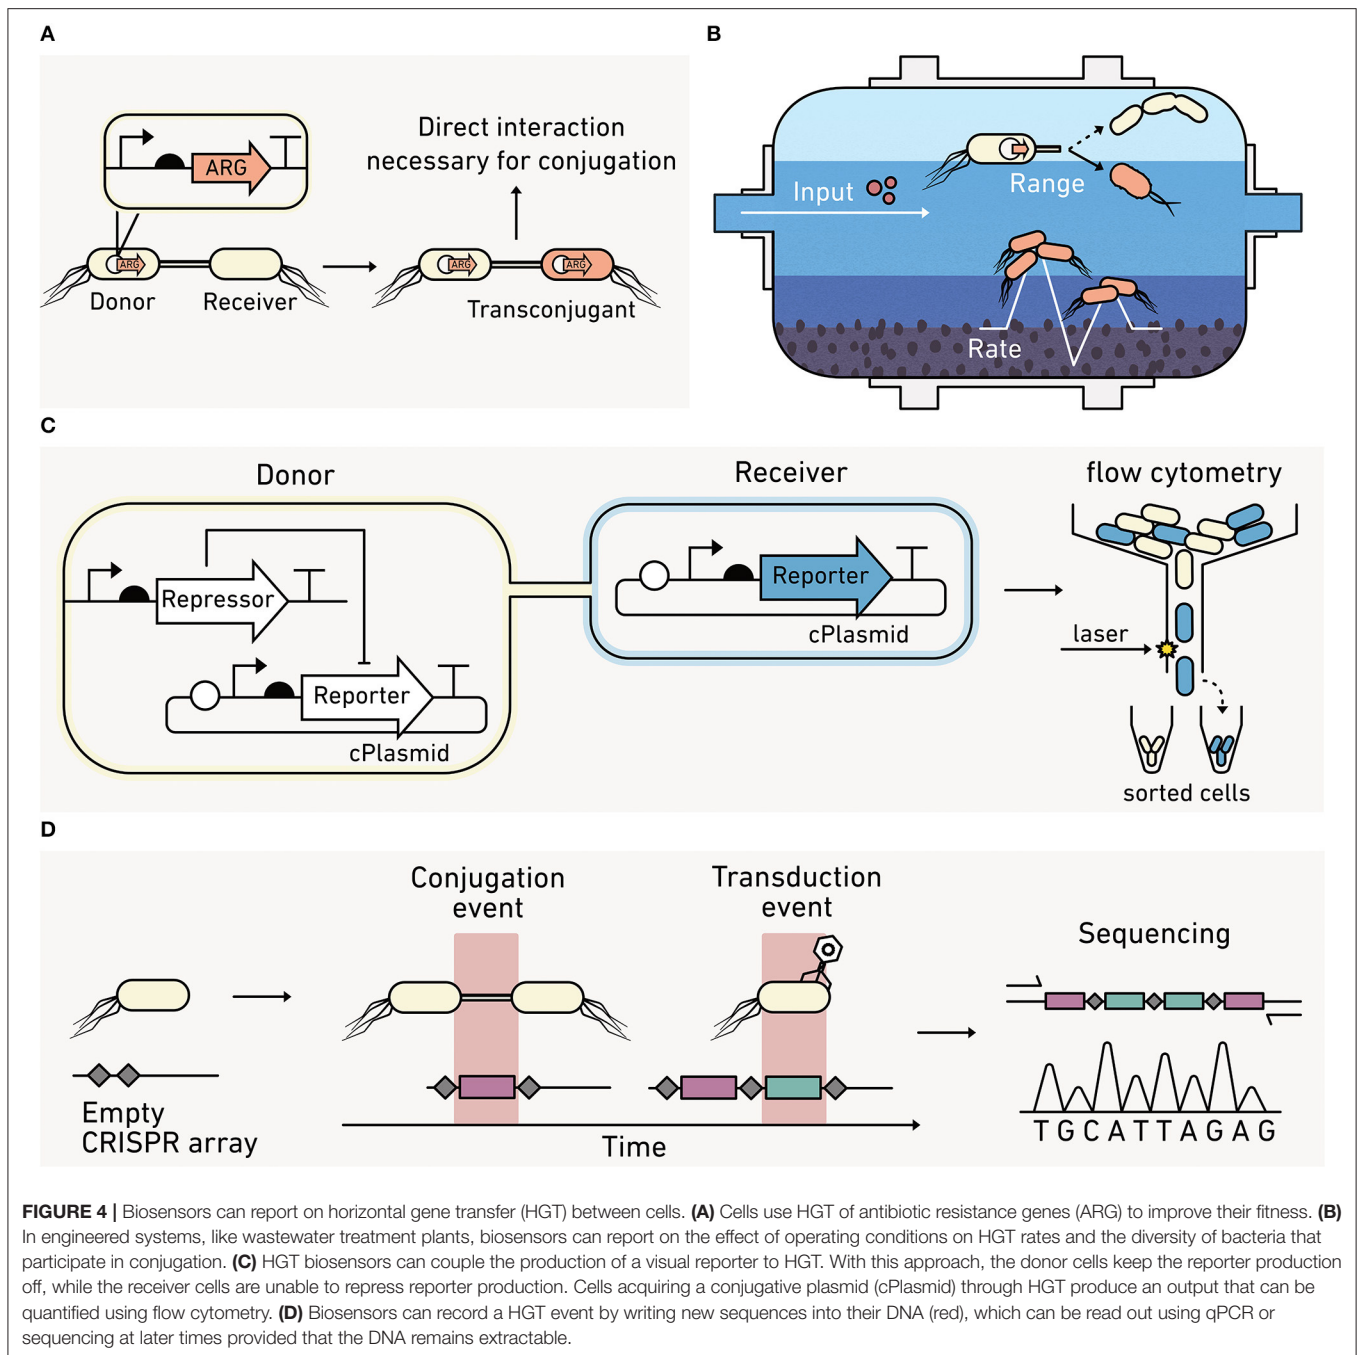 A
ARG
Direct interaction
necessary for conjugation
ARG
Donor
Receiver
ARG
ARG
Transconjugant
B
Input
Range
Rate
C
Donor
Repressor
Reporter
cPlasmid
Receiver
Reporter
cPlasmid
flow cytometry
laser
sorted cells
D
Empty
CRISPR array
Conjugation
event
Transduction
event
Time
Sequencing
T G C A T T A G A G
FIGURE 4 | Biosensors can report on horizontal gene transfer (HGT) between cells. (A) Cells use HGT of antibiotic resistance genes (ARG) to improve their fitness. (B)
In engineered systems, like wastewater treatment plants, biosensors can report on the effect of operating conditions on HGT rates and the diversity of bacteria that
participate in conjugation. (C) HGT biosensors can couple the production of a visual reporter to HGT. With this approach, the donor cells keep the reporter production
off, while the receiver cells are unable to repress reporter production. Cells acquiring a conjugative plasmid (cPlasmid) through HGT produce an output that can be
quantified using flow cytometry. (D) Biosensors can record a HGT event by writing new sequences into their DNA (red), which can be read out using qPCR or
sequencing at later times provided that the DNA remains extractable.